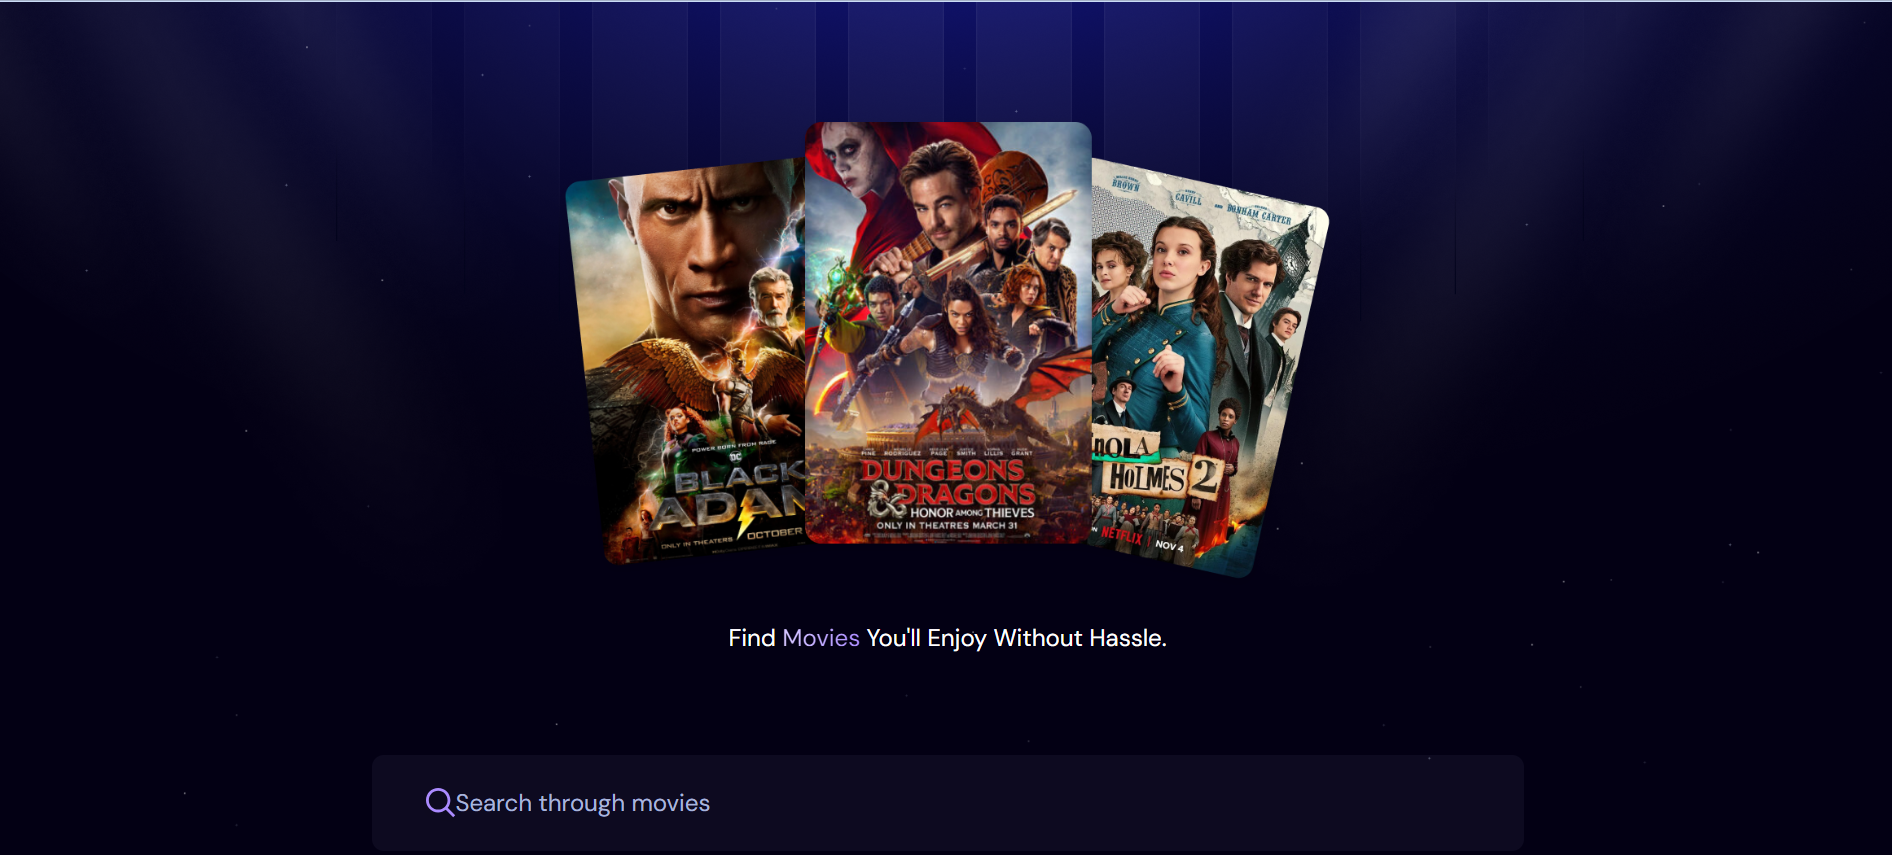 POWER BORN FROM RAGE
DC
BLACK
ADAM
ONLY IN THEATERS OCTOBER
PINE RODRIGUEZ PAGE SMITH LILLIS GRANT
DUNGEONS
& DRAGONS
HONOR AMONG THIEVES
ONLY IN THEATRES MARCH 31
BROWN
CAVILL AND BONHAM CARTER
NOLA
HOLMES 2
ON NETFLIX | NOV 4
Find Movies You'll Enjoy Without Hassle.
Search through movies